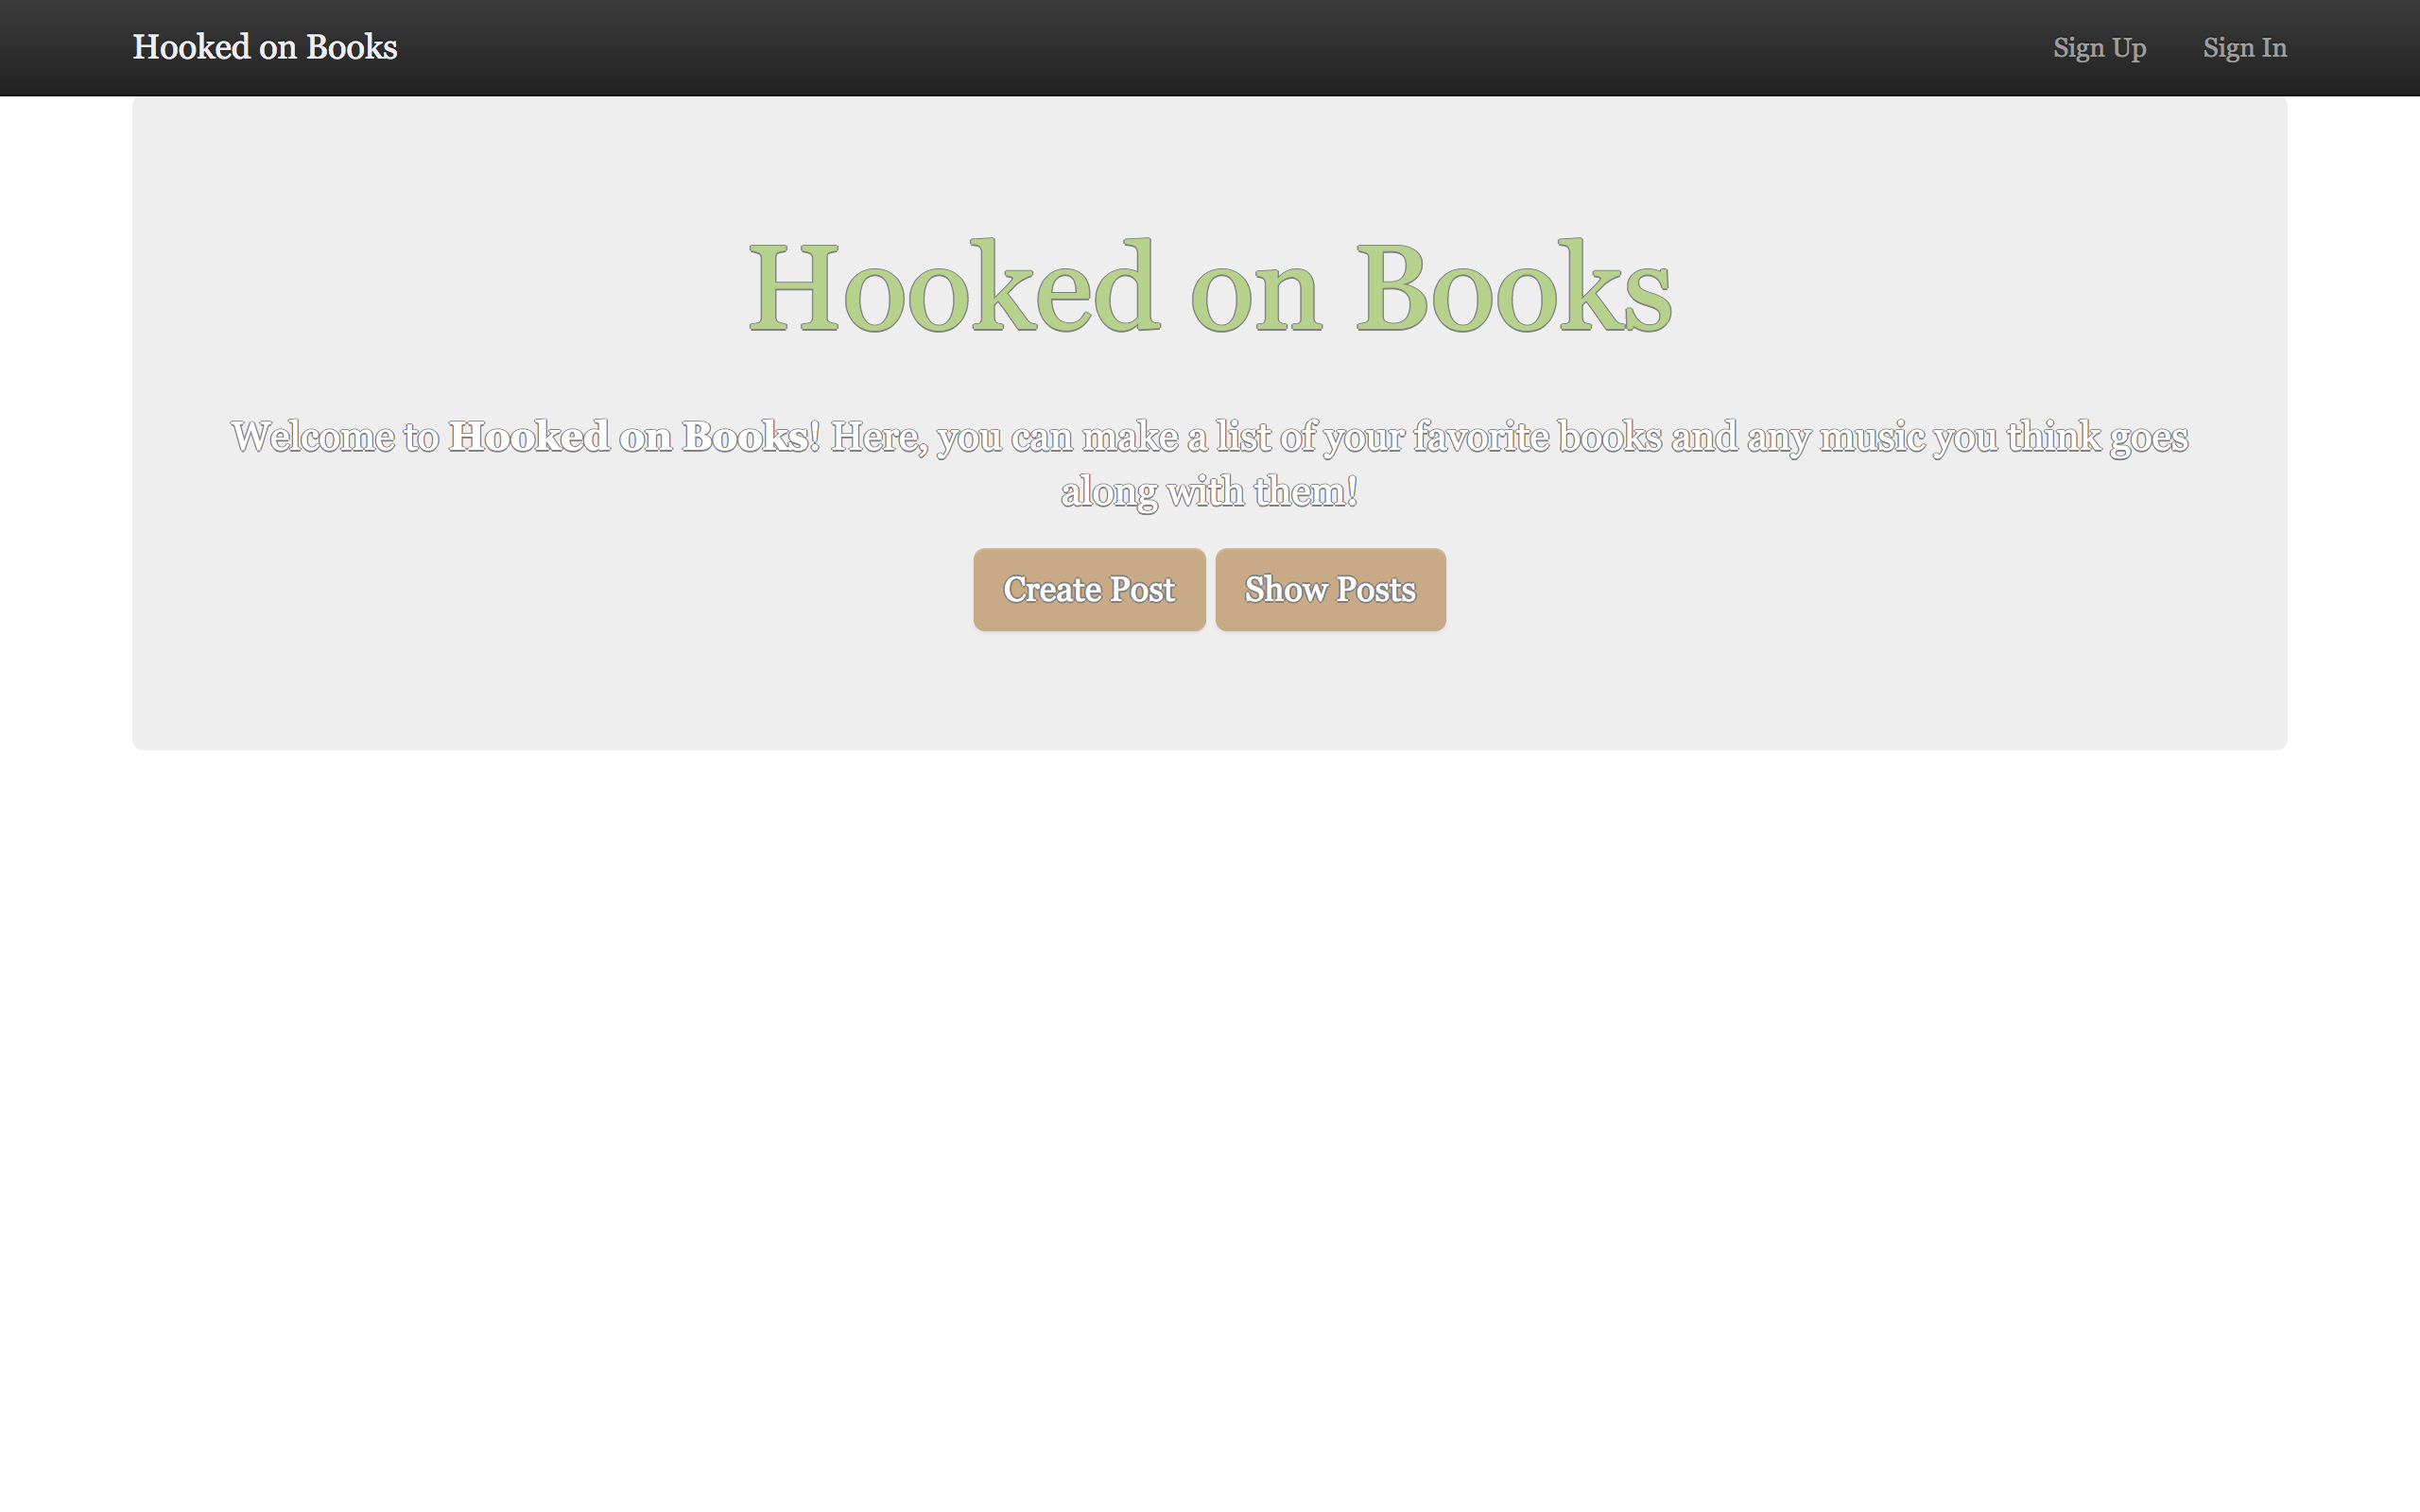 Hooked on Books
Sign Up
Sign In
Hooked on Books
Welcome to Hooked on Books! Here, you can make a list of your favorite books and any music you think goes
along with them!
Create Post
Show Posts